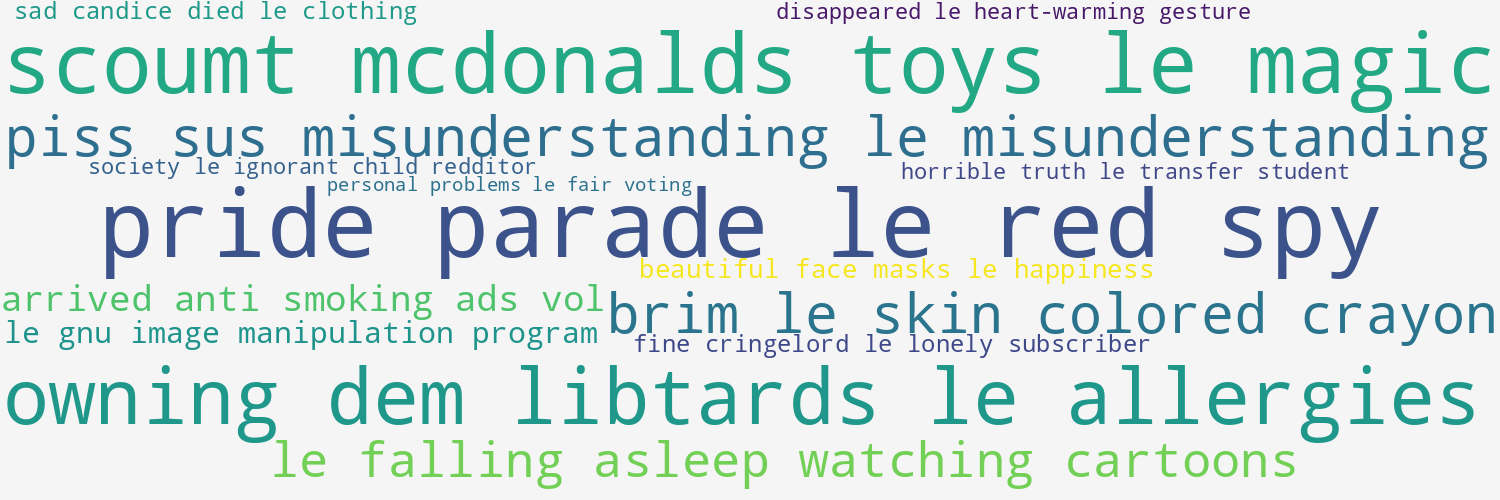 sad candice died le clothing
disappeared le heart-warming gesture
scoumt mcdonalds toys le magic
piss sus misunderstanding le misunderstanding
society le ignorant child redditor
horrible truth le transfer student
personal problems le fair voting
pride parade le red spy
beautiful face masks le happiness
arrived anti smoking ads vol
brim le skin colored crayon
le gnu image manipulation program
fine cringelord le lonely subscriber
owning dem libtards le allergies
le falling asleep watching cartoons